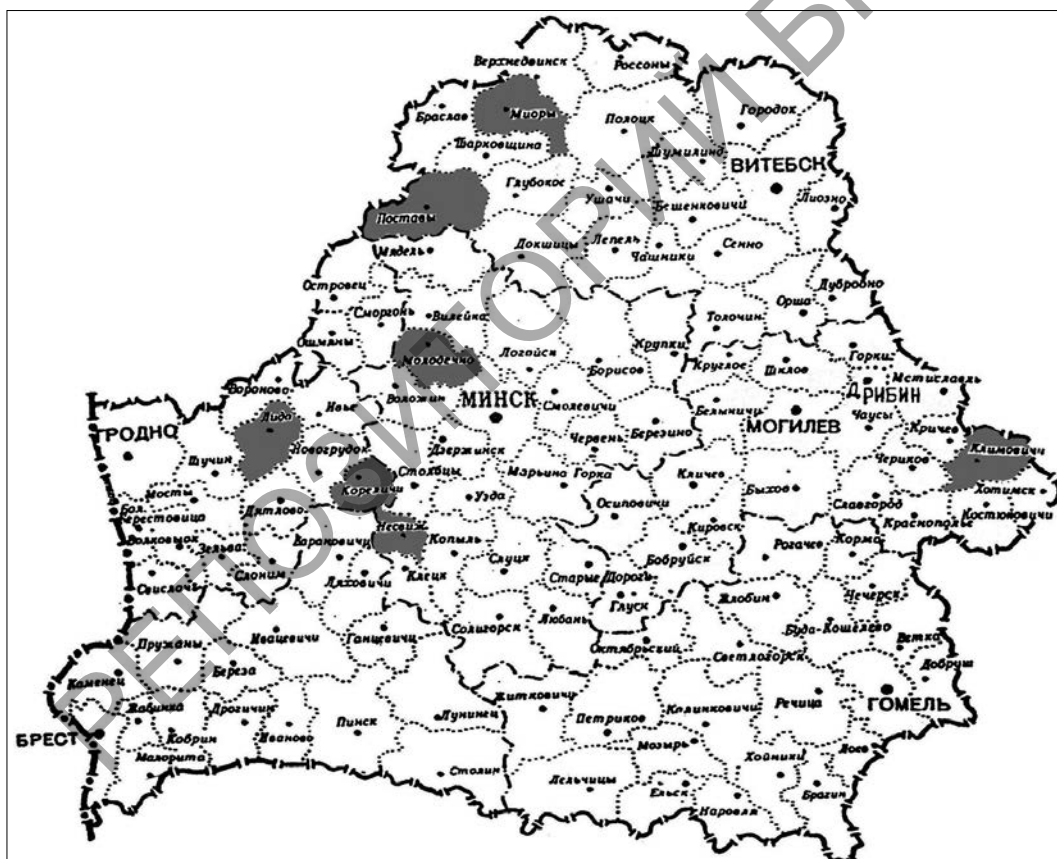 РЕПОЗИТОРИЙ Б
Верхнедвинск
Россоны
Браслав
Миоры
Полоцк
Городок
Шарковщина
Шумилино
ВИТЕБСК
Глубокое
Ушачи
Бешенковичи
Лиозно
Поставы
Докшицы
Лепель
Чашники
Сенно
Мядель
Островец
Дубровно
Сморгонь
Вилейка
Орша
Толочин
Ошмяны
Молодечно
Логойск
Крупки
Борисов
Круглое
Шклов
Горки
Мстиславль
Вороново
Ивье
Воложин
МИНСК
Смолевичи
Белыничи
ДРИБИН
Лида
ГРОДНО
МОГИЛЕВ
Чаусы
Березино
Кричев
Новогрудок
Дзержинск
Червень
Климовичи
Щучин
Столбцы
Марьина Горка
Кличев
Чериков
Кореличи
Узда
Быхов
Хотимск
Мосты
Бол.
Берестовица
Дятлово
Осиповичи
Славгород
Костюковичи
Краснополье
Несвиж
Кировск
Волковыск
Зельва
Барановичи
Копыль
Слуцк
Бобруйск
Рогачев
Корма
Слоним
Свислочь
Ляховичи
Клецк
Старые Дороги
Глуск
Жлобин
Чечерск
Ивацевичи
Ганцевичи
Солигорск
Любань
Буда-Кошелево
Пружаны
Октябрьский
Светлогорск
Ветка
Береза
Добруш
Каменец
Житковичи
Речица
ГОМЕЛЬ
Жабинка
Дрогичин
Пинск
Лунинец
Петриков
Калинковичи
БРЕСТ
Кобрин
Иваново
Мозырь
Лоев
Малорита
Столин
Хойники
Лельчицы
Ельск
Брагин
Наровля